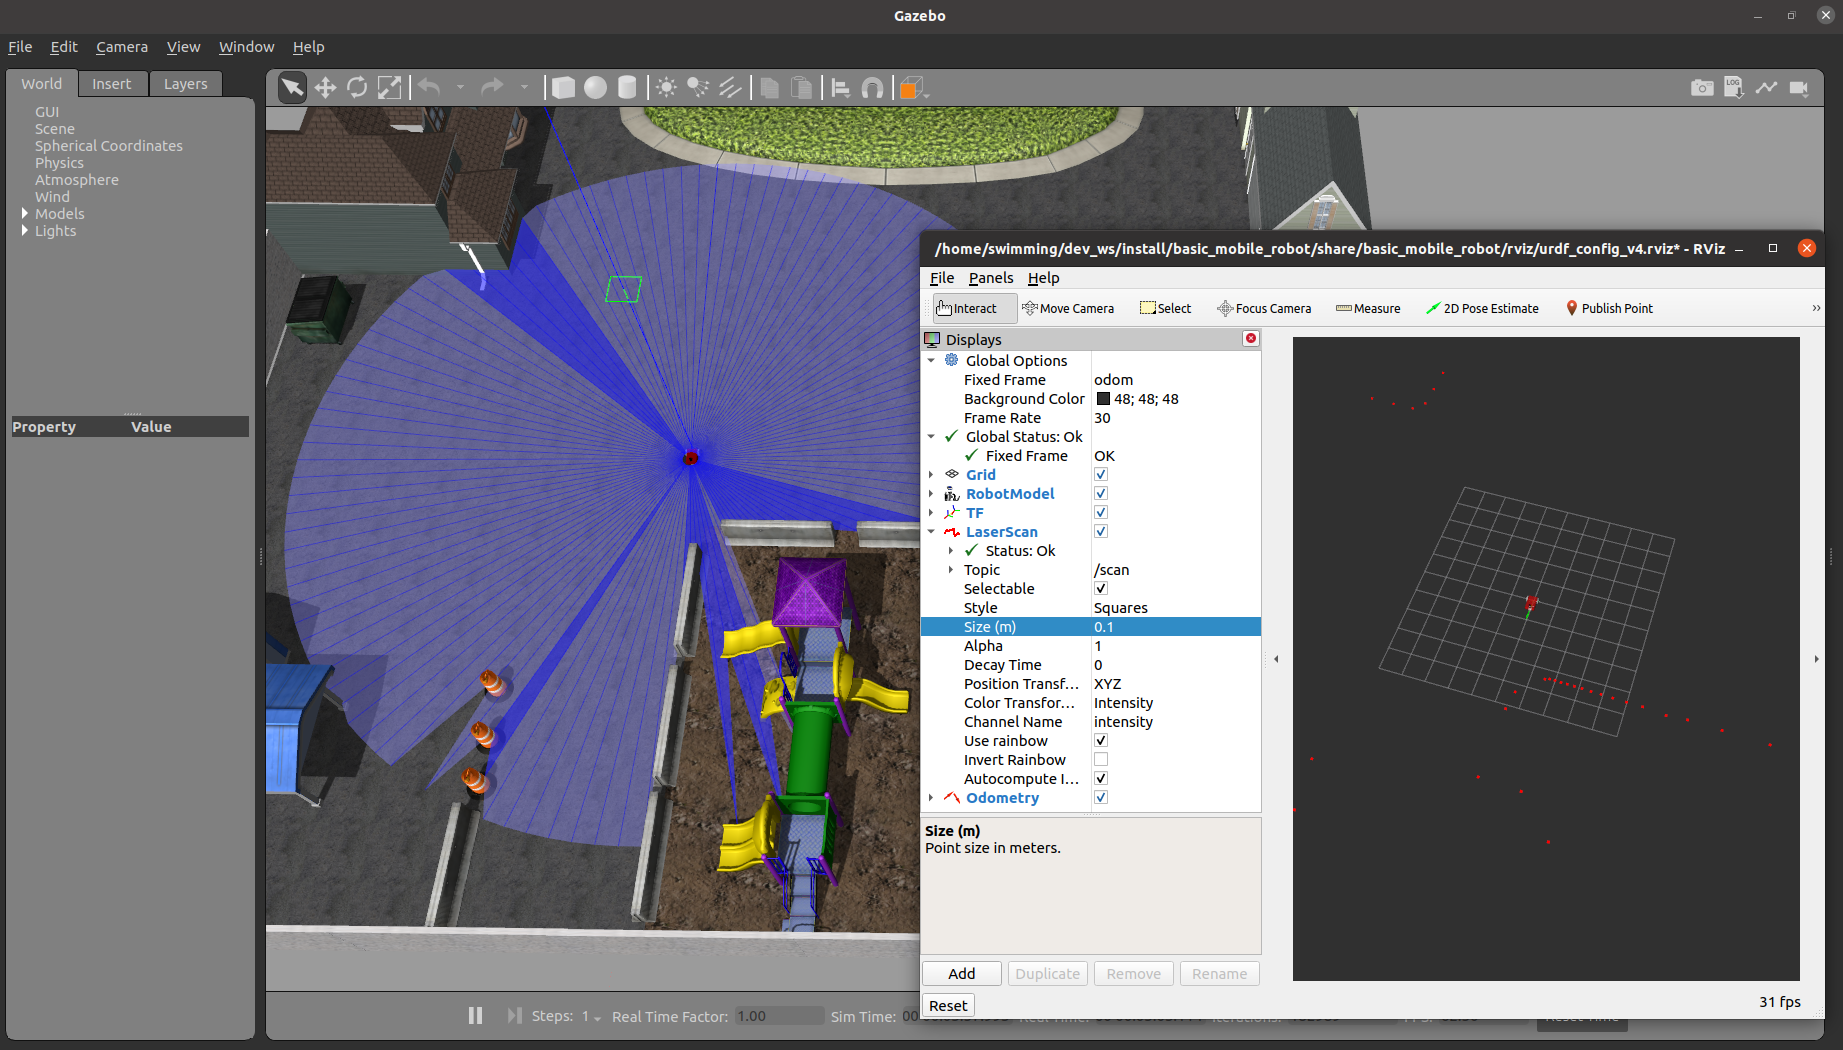 Gazebo
File Edit Camera View Window Help
World Insert Layers
GUI
Scene
Spherical Coordinates
Physics
Atmosphere
Wind
Models
Lights
Property Value
LOG
Steps: 1 Real Time Factor: 1.00 Sim Time: 00
/home/swimming/dev_ws/install/basic_mobile_robot/share/basic_mobile_robot/rviz/urdf_config_v4.rviz* - RViz
File Panels Help
Interact Move Camera Select Focus Camera Measure 2D Pose Estimate Publish Point »
Displays
Global Options
Fixed Frame odom
Background Color 48; 48; 48
Frame Rate 30
Global Status: Ok
Fixed Frame OK
Grid
RobotModel
TF
LaserScan
Status: Ok
Topic /scan
Selectable
Style Squares
Size (m) 0.1
Alpha 1
Decay Time 0
Position Transf... XYZ
Color Transfor... Intensity
Channel Name intensity
Use rainbow
Invert Rainbow
Autocompute I...
Odometry
Size (m)
Point size in meters.
Add Duplicate Remove Rename
Reset
31 fps